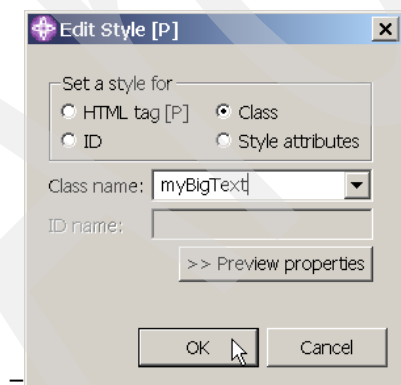 Edit Style [P]
Set a style for
HTML tag [P] Class
ID Style attributes
Class name: myBigText
ID name:
>> Preview properties
OK Cancel